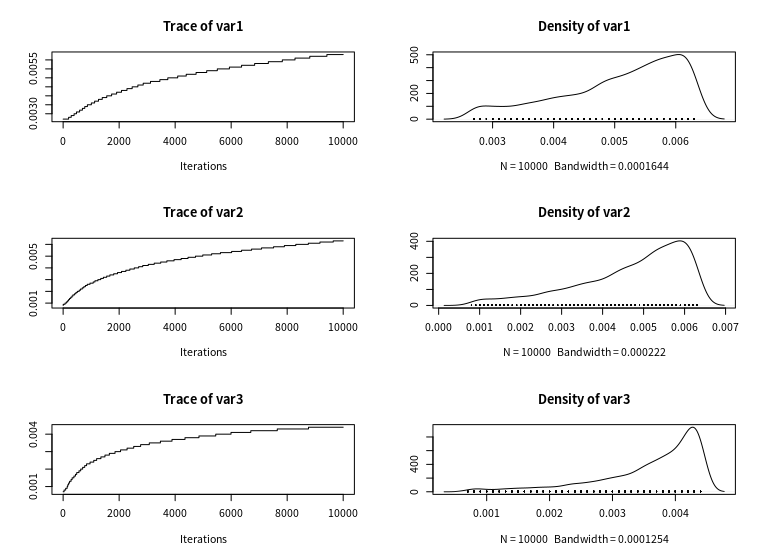 Trace of var1
Density of var1
0.0030 0.0055
0 2000 4000 6000 8000 10000
Iterations
0 200 500
0.003 0.004 0.005 0.006
N = 10000 Bandwidth = 0.0001644
Trace of var2
Density of var2
0.001 0.005
0 2000 4000 6000 8000 10000
Iterations
0 200 400
0.000 0.001 0.002 0.003 0.004 0.005 0.006 0.007
N = 10000 Bandwidth = 0.000222
Trace of var3
Density of var3
0.001 0.004
0 2000 4000 6000 8000 10000
Iterations
0 400
0.001 0.002 0.003 0.004
N = 10000 Bandwidth = 0.0001254